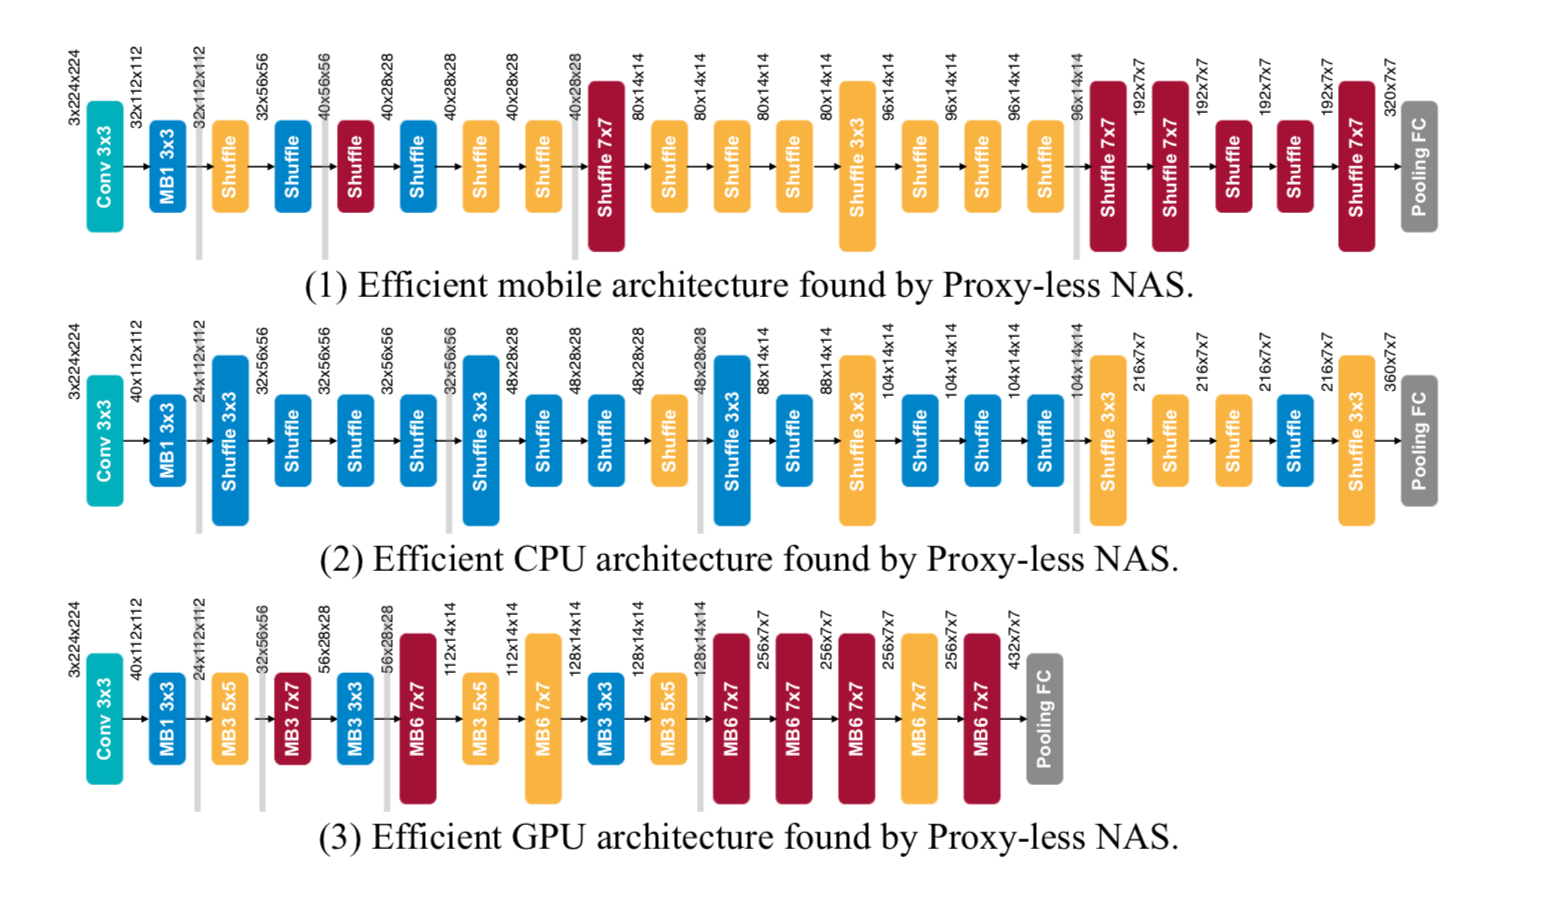 3x224x224
32x112x112
32x112x112
32x56x56
40x56x56
40x28x28
40x28x28
40x28x28
40x28x28
80x14x14
80x14x14
80x14x14
80x14x14
96x14x14
96x14x14
96x14x14
96x14x14
192x7x7
192x7x7
192x7x7
192x7x7
320x7x7
Conv 3x3
MB1 3x3
Shuffle
Shuffle
Shuffle
Shuffle
Shuffle
Shuffle
Shuffle 7x7
Shuffle
Shuffle
Shuffle
Shuffle 3x3
Shuffle
Shuffle
Shuffle
Shuffle 7x7
Shuffle 7x7
Shuffle
Shuffle
Shuffle 7x7
Pooling FC
(1) Efficient mobile architecture found by Proxy-less NAS.
3x224x224
40x112x112
24x112x112
32x56x56
32x56x56
32x56x56
32x56x56
48x28x28
48x28x28
48x28x28
48x28x28
88x14x14
88x14x14
104x14x14
104x14x14
104x14x14
104x14x14
216x7x7
216x7x7
216x7x7
216x7x7
360x7x7
Conv 3x3
MB1 3x3
Shuffle 3x3
Shuffle
Shuffle
Shuffle
Shuffle 3x3
Shuffle
Shuffle
Shuffle
Shuffle 3x3
Shuffle
Shuffle 3x3
Shuffle
Shuffle
Shuffle
Shuffle 3x3
Shuffle
Shuffle
Shuffle
Shuffle 3x3
Pooling FC
(2) Efficient CPU architecture found by Proxy-less NAS.
3x224x224
40x112x112
24x112x112
32x56x56
56x28x28
56x28x28
112x14x14
112x14x14
128x14x14
128x14x14
128x14x14
256x7x7
256x7x7
256x7x7
256x7x7
432x7x7
Conv 3x3
MB1 3x3
MB3 5x5
MB3 7x7
MB3 3x3
MB6 7x7
MB3 5x5
MB6 7x7
MB3 3x3
MB3 5x5
MB6 7x7
MB6 7x7
MB6 7x7
MB6 7x7
MB6 7x7
Pooling FC
(3) Efficient GPU architecture found by Proxy-less NAS.